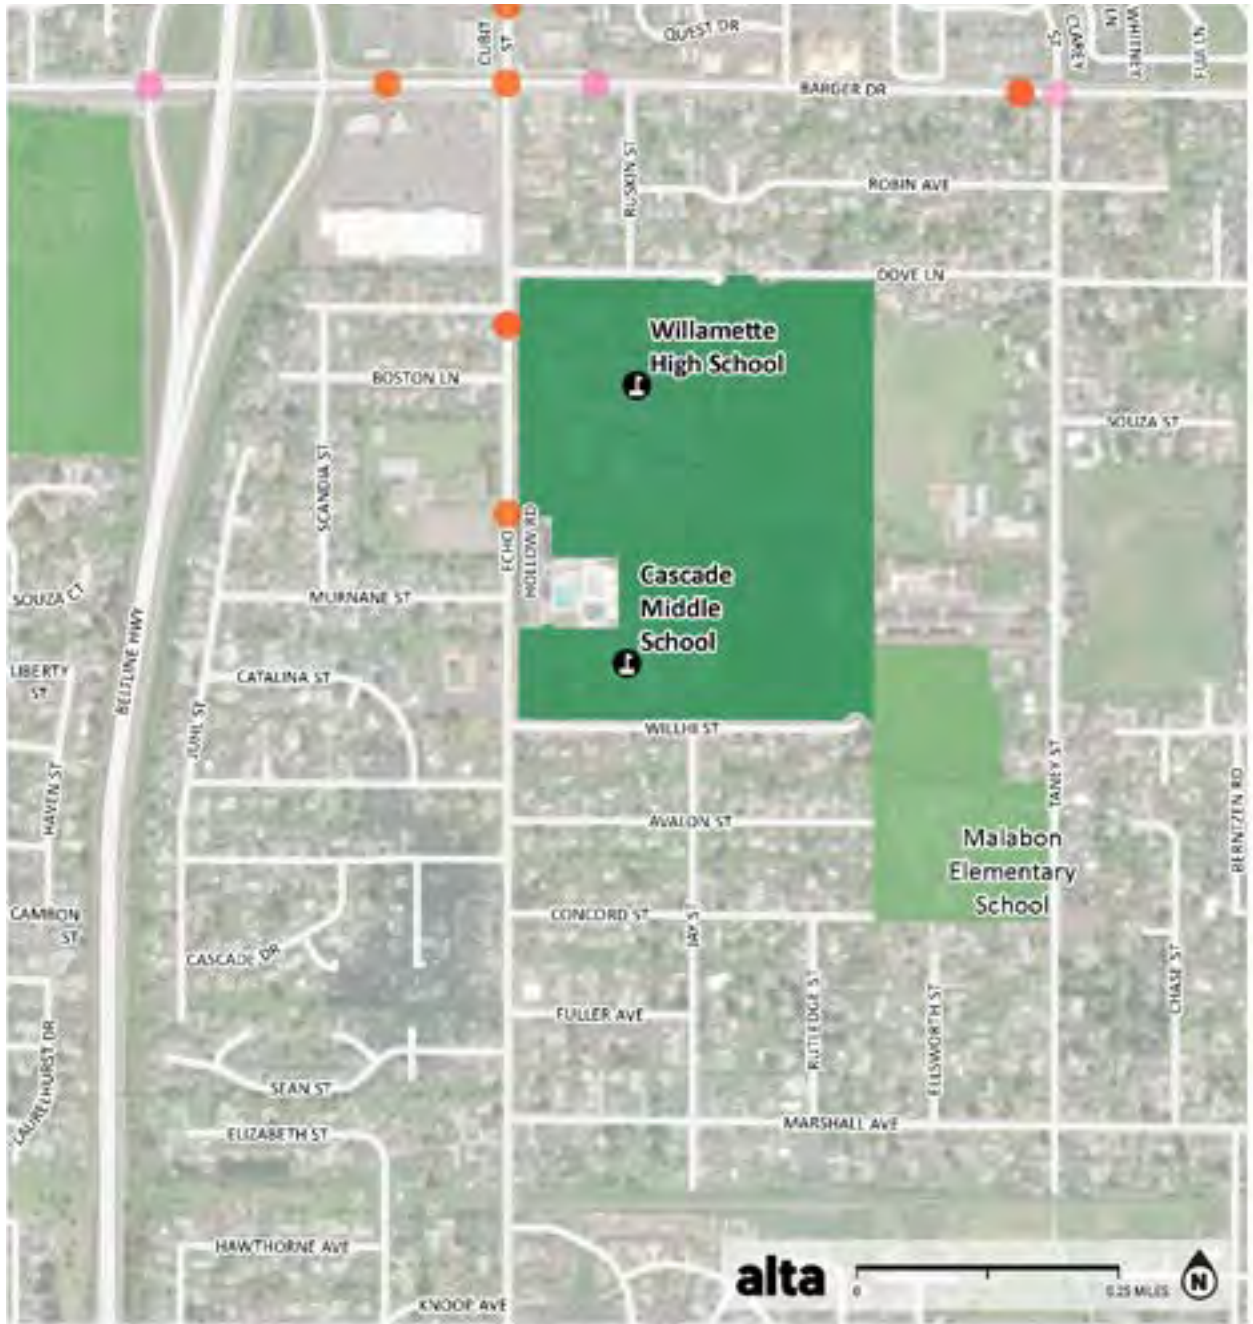 QUEST DR
CUBIT
ST
ST
CLAREY
LN
WHITNEY
FUJI LN
BARGER DR
RUSKIN ST
ROBIN AVE
DOVE LN
Willamette
High School
BOSTON LN
SOUZA ST
SCANDIA ST
ECHO
HOLLOW RD
Cascade
Middle
School
SOUZA CT
MURNANE ST
BELTLINE HWY
LIBERTY
ST
CATALINA ST
JUHL ST
WILLHI ST
HAVEN ST
TANEY ST
AVALON ST
Malabon
Elementary
School
BERNTZEN RD
CAMBON
ST
CONCORD ST
JAY ST
CASCADE DR
CHASE ST
FULLER AVE
RUTLEDGE ST
ELLSWORTH ST
LAURELHURST DR
SEAN ST
MARSHALL AVE
ELIZABETH ST
HAWTHORNE AVE
KNOOP AVE
alta
0
0.25 MILES
N